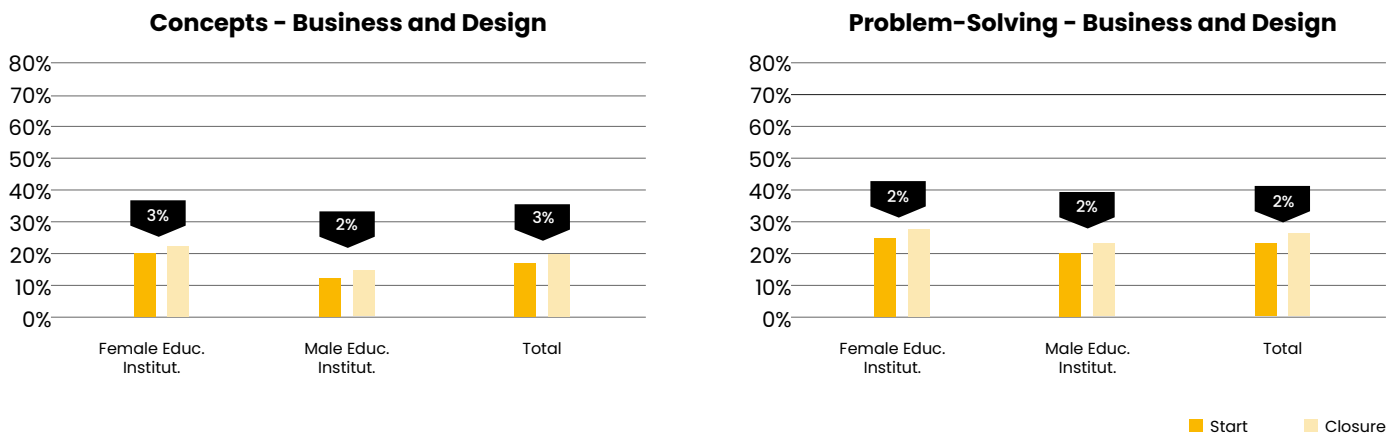 Concepts - Business and Design
80%
70%
60%
50%
40%
30%
20%
10%
0%
3%
2%
3%
Female Educ.
Institut.
Male Educ.
Institut.
Total
Problem-Solving - Business and Design
80%
70%
60%
50%
40%
30%
20%
10%
0%
2%
2%
2%
Female Educ.
Institut.
Male Educ.
Institut.
Total
Start
Closure